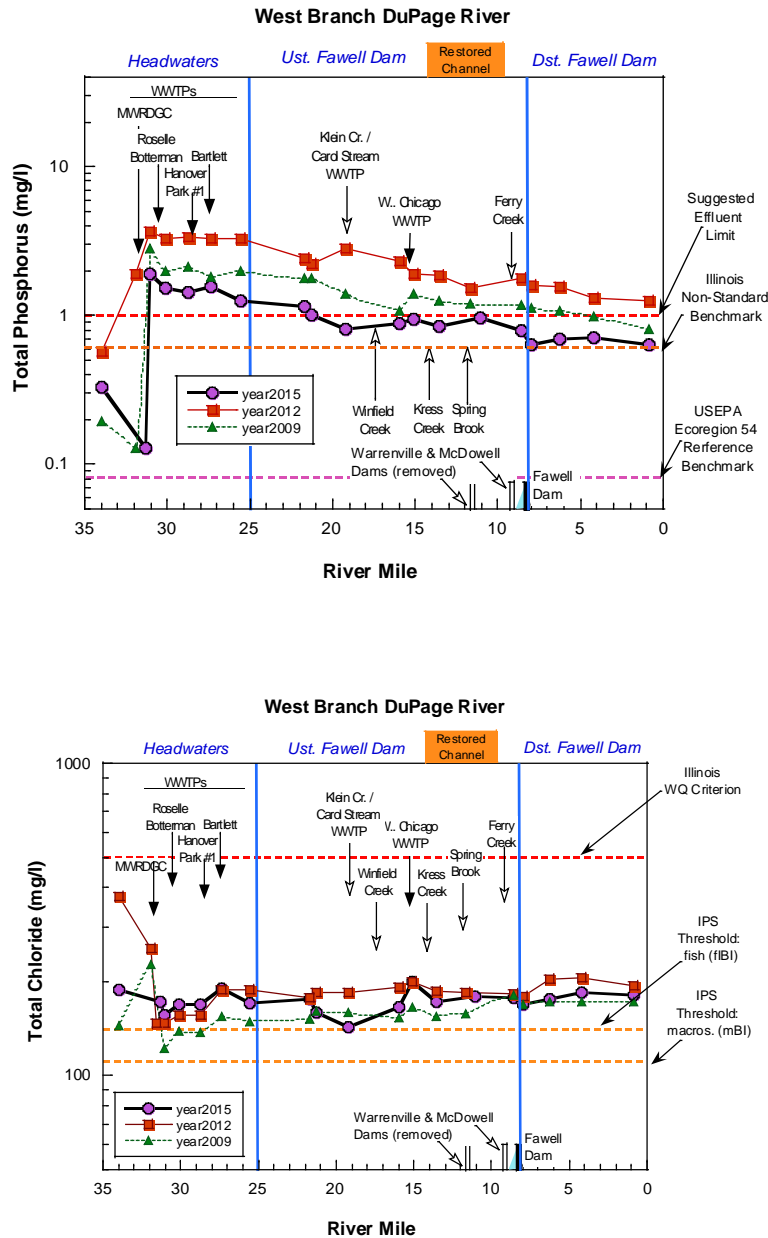 West Branch DuPage River
Headwaters
Ust. Fawell Dam
Restored
Channel
Dst. Fawell Dam
WWTPs
MWRDGC
Roselle
Botterman
Hanover
Park #1
Bartlett
Klein Cr. /
Carol Stream
WWTP
W.. Chicago
WWTP
Ferry
Creek
Suggested
Effluent
Limit
Illinois
Non-Standard
Benchmark
USEPA
Ecoregion 54
Rerference
Benchmark
Total Phosphorus (mg/l)
10
1
0.1
year2015
year2012
year2009
Winfield
Creek
Kress
Creek
Spring
Brook
Warrenville & McDowell
Dams (removed)
Fawell
Dam
35 30 25 20 15 10 5 0
River Mile
West Branch DuPage River
Headwaters
Ust. Fawell Dam
Restored
Channel
Dst. Fawell Dam
1000
100
Total Chloride (mg/l)
WWTPs
MWRDGC
Roselle
Botterman
Hanover
Park #1
Bartlett
Klein Cr. /
Carol Stream
WWTP
Winfield
Creek
V.. Chicago
WWTP
Kress
Creek
Spring
Brook
Ferry
Creek
Illinois
WQ Criterion
IPS
Threshold:
fish (fIBI)
IPS
Threshold:
macros. (mBI)
year2015
year2012
year2009
Warrenville & McDowell
Dams (removed)
Fawell
Dam
35 30 25 20 15 10 5 0
River Mile